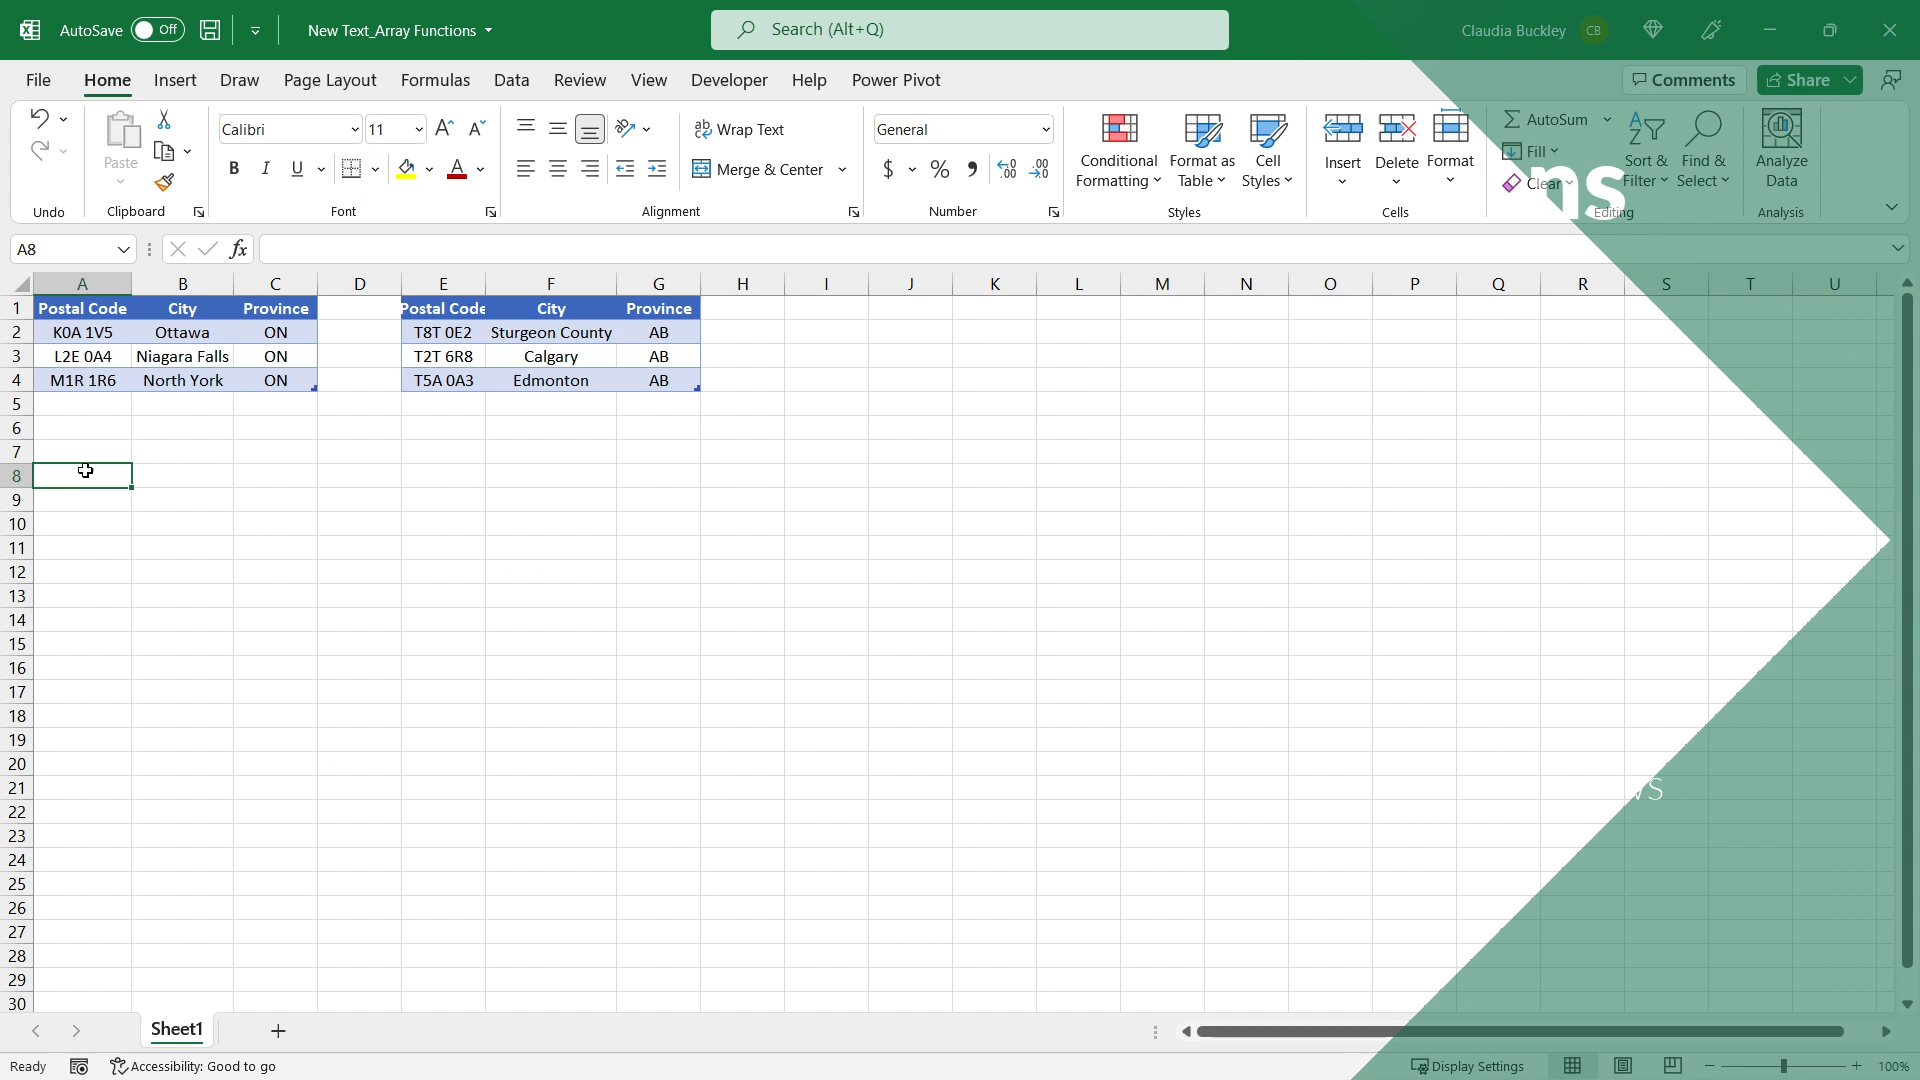 AutoSave Off New Text_Array Functions Search (Alt+Q) Claudia Buckley CB
File Home Insert Draw Page Layout Formulas Data Review View Developer Help Power Pivot Comments Share
Calibri 11 Wrap Text General AutoSum
Paste Conditional Formatting Format as Table Cell Styles Insert Delete Format Fill Sort & Filter Find & Select Analyze Data
B I U Merge & Center $ % Clear
ns
Undo Clipboard Font Alignment Number Styles Cells Editing Analysis
A8 fx
A B C D E F G H I J K L M N O P Q R S T U
1 Postal Code City Province Postal Code City Province
2 K0A 1V5 Ottawa ON T8T 0E2 Sturgeon County AB
3 L2E 0A4 Niagara Falls ON T2T 6R8 Calgary AB
4 M1R 1R6 North York ON T5A 0A3 Edmonton AB
5
6
7
8
9
10
11
12
13
14
15
16
17
18
19
20
21
22
23
24
25
26
27
28
29
30
Sheet1
Ready Accessibility: Good to go Display Settings 100%